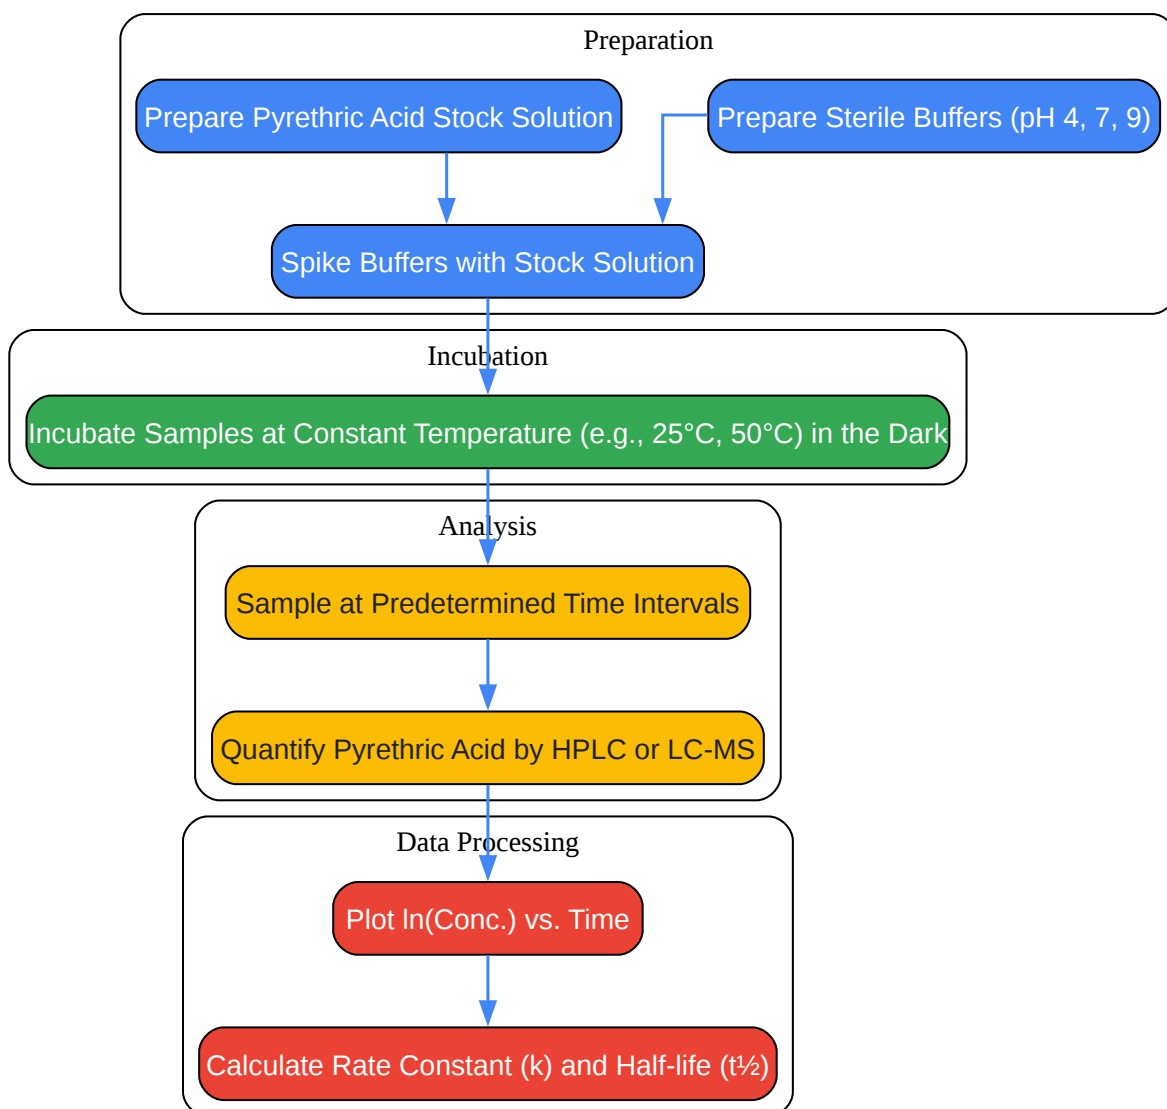 Preparation
Prepare Pyrethric Acid Stock Solution
Prepare Sterile Buffers (pH 4, 7, 9)
Spike Buffers with Stock Solution
Incubation
Incubate Samples at Constant Temperature (e.g., 25°C, 50°C) in the Dark
Analysis
Sample at Predetermined Time Intervals
Quantify Pyrethric Acid by HPLC or LC-MS
Data Processing
Plot ln(Conc.) vs. Time
Calculate Rate Constant (k) and Half-life (t½)